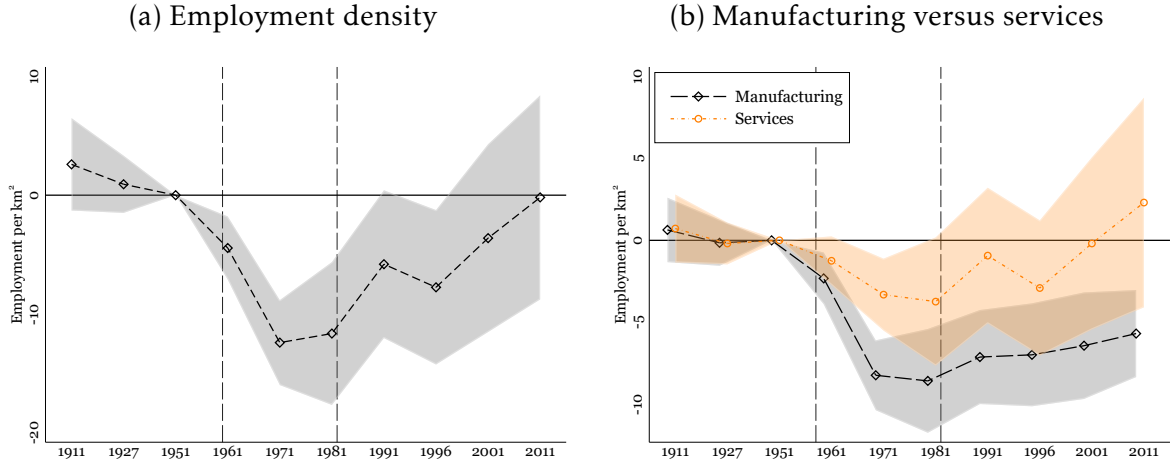 (a) Employment density
Employment per km²
10
0
-10
-20
1911 1927 1951 1961 1971 1981 1991 1996 2001 2011
(b) Manufacturing versus services
Manufacturing
Services
Employment per km²
10
5
0
-5
-10
1911 1927 1951 1961 1971 1981 1991 1996 2001 2011